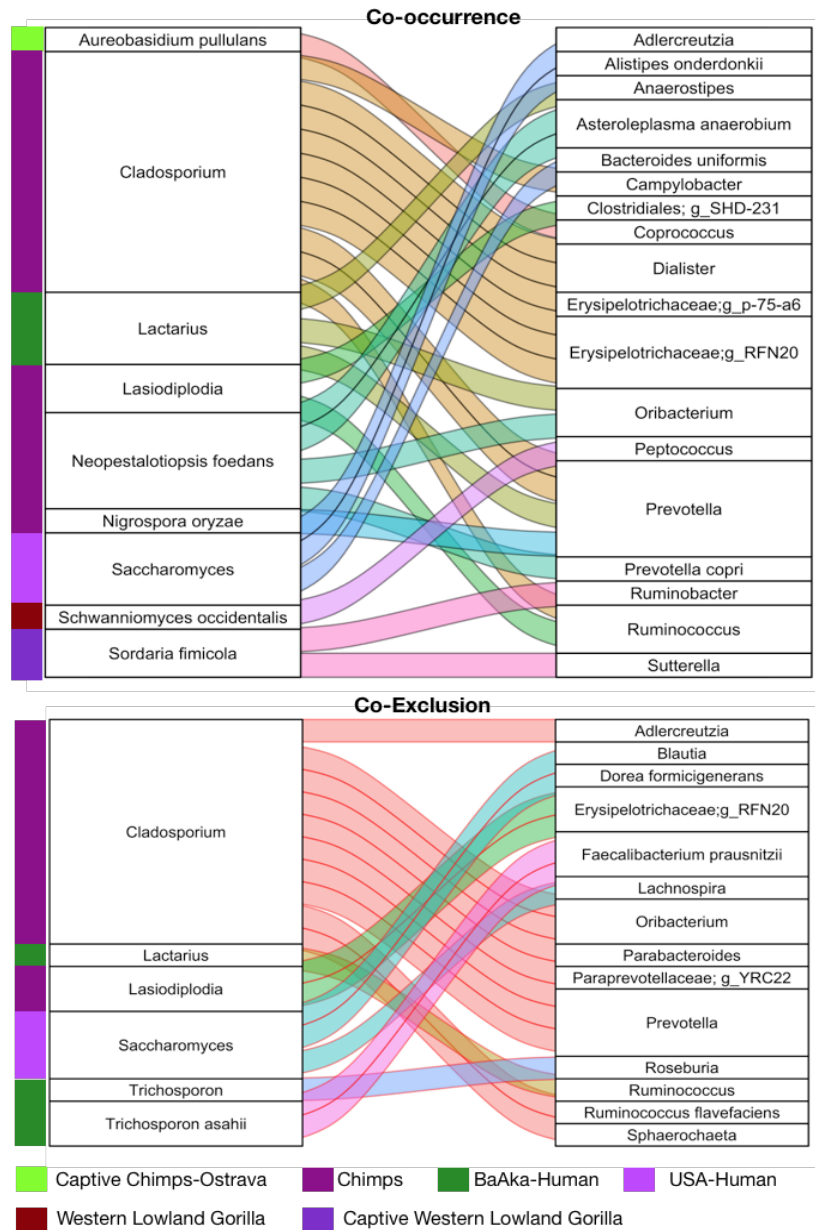 Co-occurrence
Aureobasidium pullulans
Cladosporium
Lactarius
Lasiodiplodia
Neopestalotiopsis foedans
Nigrospora oryzae
Saccharomyces
Schwanniomyces occidentalis
Sordaria fimicola
Adlercreutzia
Alistipes onderdonkii
Anaerostipes
Asteroleplasma anaerobium
Bacteroides uniformis
Campylobacter
Clostridiales; g_SHD-231
Coprococcus
Dialister
Erysipelotrichaceae;g_p-75-a6
Erysipelotrichaceae;g_RFN20
Oribacterium
Peptococcus
Prevotella
Prevotella copri
Ruminobacter
Ruminococcus
Sutterella
Co-Exclusion
Cladosporium
Lactarius
Lasiodiplodia
Saccharomyces
Trichosporon
Trichosporon asahii
Adlercreutzia
Blautia
Dorea formicigenerans
Erysipelotrichaceae;g_RFN20
Faecalibacterium prausnitzii
Lachnospira
Oribacterium
Parabacteroides
Paraprevotellaceae; g_YRC22
Prevotella
Roseburia
Ruminococcus
Ruminococcus flavefaciens
Sphaerochaeta
Captive Chimps-Ostrava
Chimps
BaAka-Human
USA-Human
Western Lowland Gorilla
Captive Western Lowland Gorilla